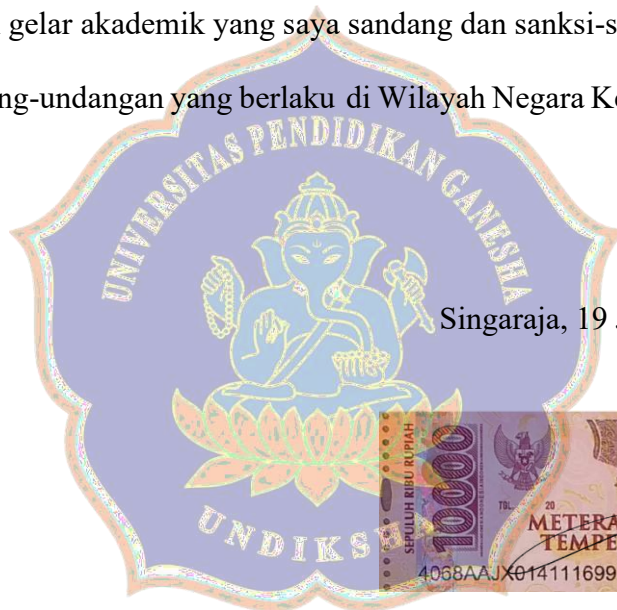 gelar akademik yang saya sandang dan sanksi-s
ng-undangan yang berlaku di Wilayah Negara Ke
UNIVERSITAS PENDIDIKAN GANESHA
Singaraja, 19
SEPULUH RIBU RUPIAH
10000
TGL. 20
METERA
TEMPE
4068AAJX014111699
UNDIKSHA